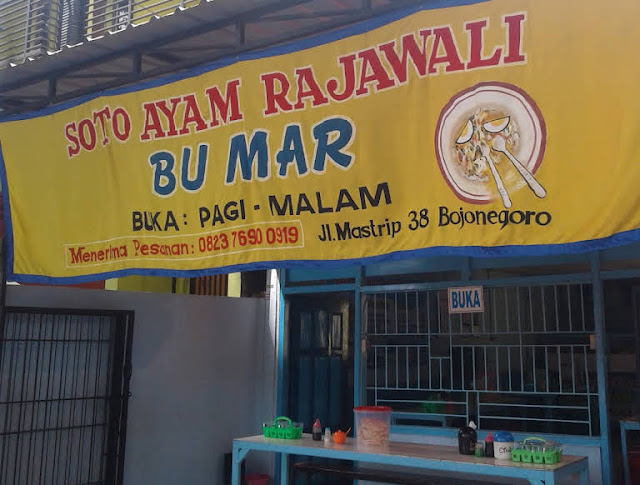 SOTO AYAM RAJAWALI
BU MAR
BUKA : PAGI - MALAM
Menerima Pesanan : 0823 7690 0919
Jl.Mastrip 38 Bojonegoro
BUKA